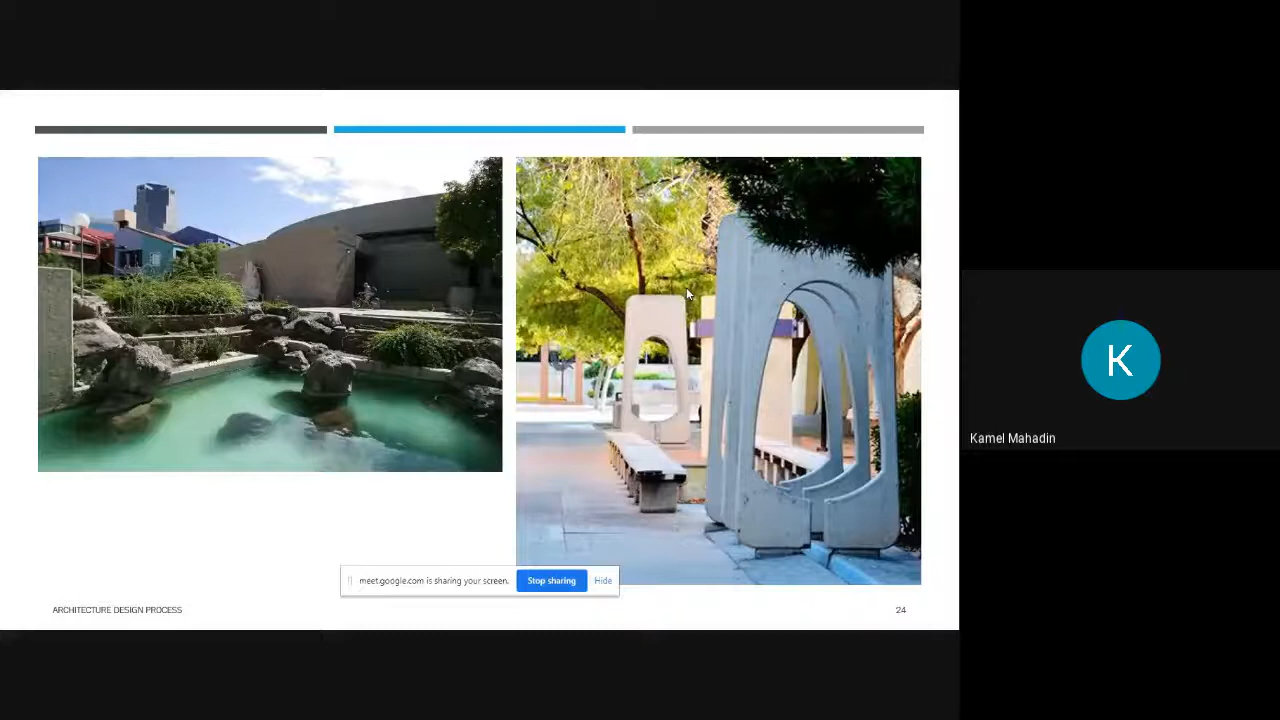 meet.google.com is sharing your screen.
Stop sharing
Hide
ARCHITECTURE DESIGN PROCESS
24
K
Kamel Mahadin